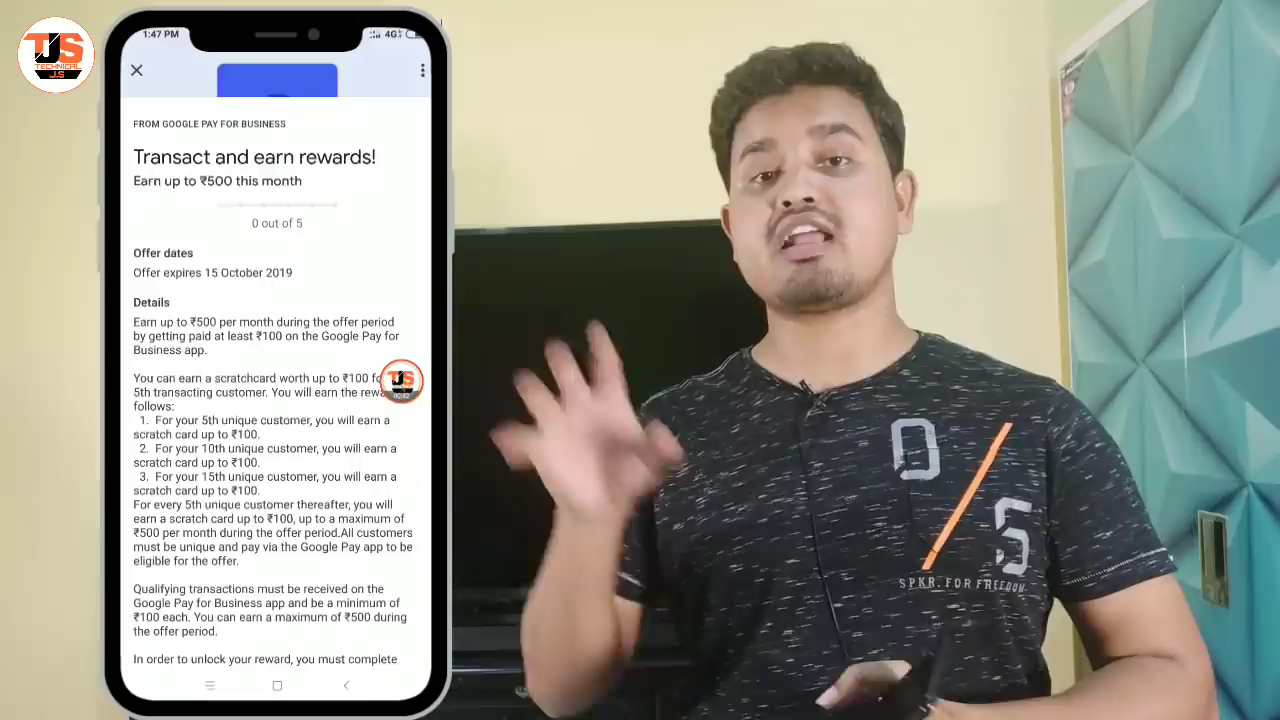 TJS
TECHNICAL
J.S
1:47 PM
4G
FROM GOOGLE PAY FOR BUSINESS
Transact and earn rewards!
Earn up to ₹500 this month
0 out of 5
Offer dates
Offer expires 15 October 2019
Details
Earn up to ₹500 per month during the offer period
by getting paid at least ₹100 on the Google Pay for
Business app.
You can earn a scratchcard worth up to ₹100
5th transacting customer. You will earn the
follows:
1. For your 5th unique customer, you will earn a
scratch card up to ₹100.
2. For your 10th unique customer, you will earn a
scratch card up to ₹100.
3. For your 15th unique customer, you will earn a
scratch card up to ₹100.
For every 5th unique customer thereafter, you will
earn a scratch card up to ₹100, up to a maximum of
₹500 per month during the offer period.All customers
must be unique and pay via the Google Pay app to be
eligible for the offer.
Qualifying transactions must be received on the
Google Pay for Business app and be a minimum of
₹100 each. You can earn a maximum of ₹500 during
the offer period.
In order to unlock your reward, you must complete
TJS
00:42
0/5
SPKR. FOR FREEDOM